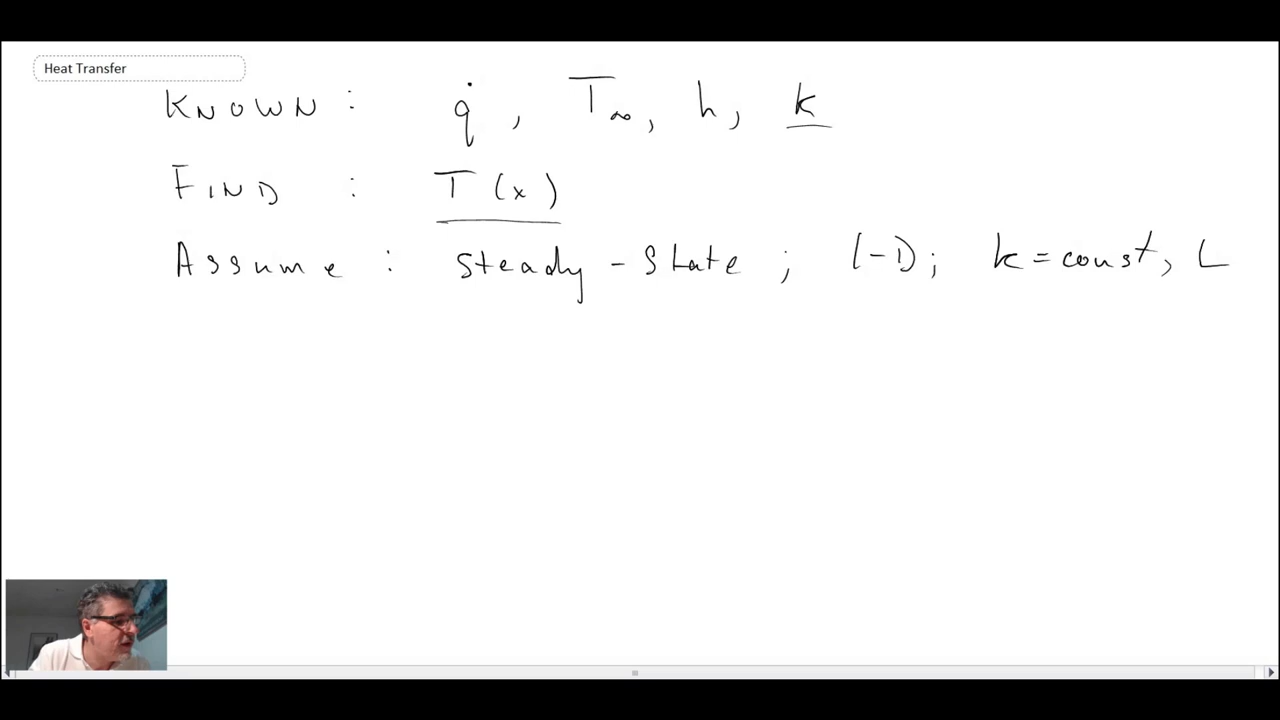 Heat Transfer
KNOWN : q̇ , T∞, h, k
FIND : T(x)
Assume : Steady-State ; 1-D; k=const, L